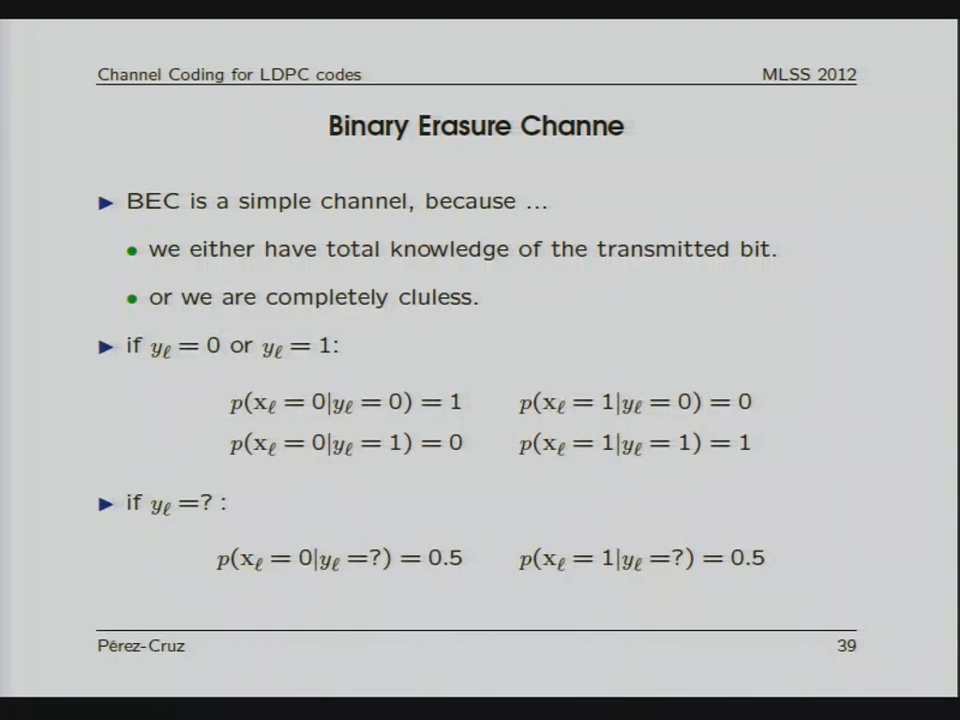 Channel Coding for LDPC codes MLSS 2012
Binary Erasure Channe
▶ BEC is a simple channel, because ...
• we either have total knowledge of the transmitted bit.
• or we are completely cluless.
▶ if yℓ = 0 or yℓ = 1:
p(xℓ = 0|yℓ = 0) = 1 p(xℓ = 1|yℓ = 0) = 0
p(xℓ = 0|yℓ = 1) = 0 p(xℓ = 1|yℓ = 1) = 1
▶ if yℓ =? :
p(xℓ = 0|yℓ =?) = 0.5 p(xℓ = 1|yℓ =?) = 0.5
Pérez-Cruz 39